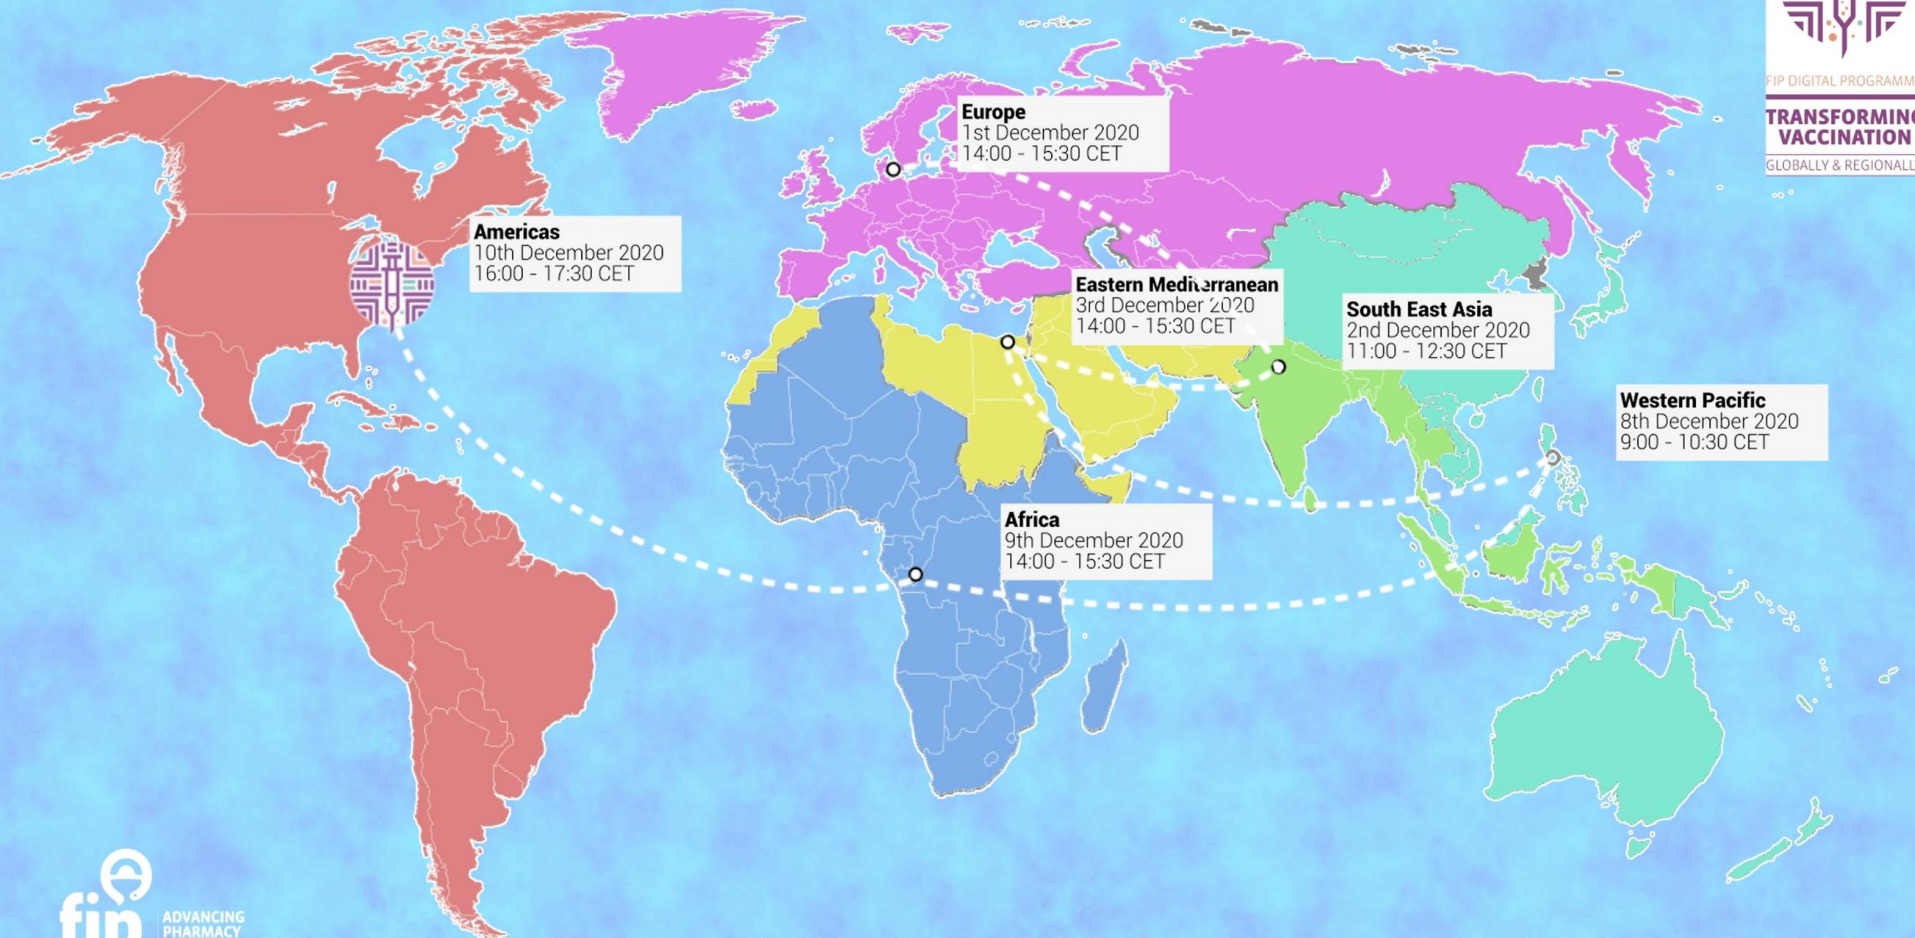 FIP DIGITAL PROGRAMM
TRANSFORMING
VACCINATION
GLOBALLY & REGIONALL
Europe
1st December 2020
14:00 - 15:30 CET
Americas
10th December 2020
16:00 - 17:30 CET
Eastern Mediterranean
3rd December 2020
14:00 - 15:30 CET
South East Asia
2nd December 2020
11:00 - 12:30 CET
Western Pacific
8th December 2020
9:00 - 10:30 CET
Africa
9th December 2020
14:00 - 15:30 CET
fip
ADVANCING
PHARMACY